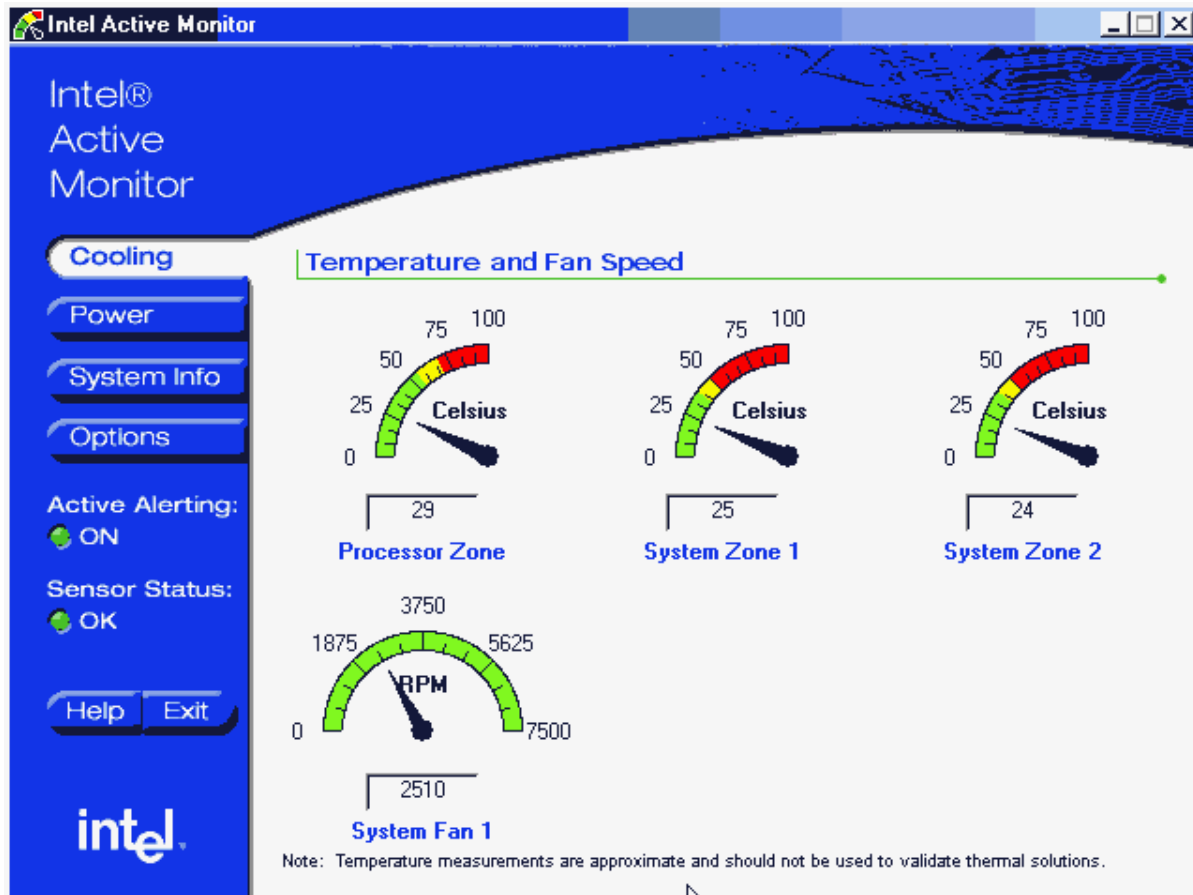 Intel Active Monitor
Intel®
Active
Monitor
Cooling
Power
System Info
Options
Active Alerting:
ON
Sensor Status:
OK
Help Exit
intel.
Temperature and Fan Speed
0 25 50 75 100
Celsius
29
Processor Zone
0 25 50 75 100
Celsius
25
System Zone 1
0 25 50 75 100
Celsius
24
System Zone 2
0 1875 3750 5625 7500
RPM
2510
System Fan 1
Note: Temperature measurements are approximate and should not be used to validate thermal solutions.